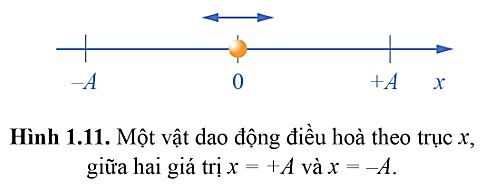 –A 0 +A x
Hình 1.11. Một vật dao động điều hoà theo trục x,
giữa hai giá trị x = +A và x = –A.